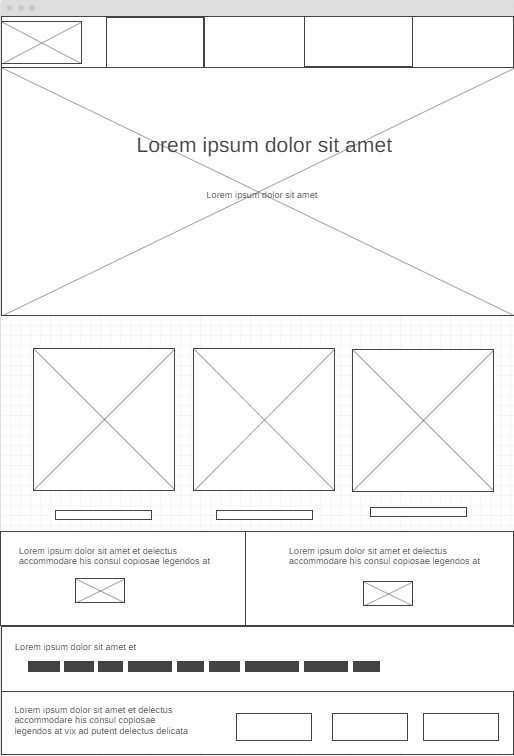 Lorem ipsum dolor sit amet
Lorem ipsum dolor sit amet
Lorem ipsum dolor sit amet et delectus
accommodare his consul copiosae legendos at
Lorem ipsum dolor sit amet et delectus
accommodare his consul copiosae legendos at
Lorem ipsum dolor sit amet et
Lorem ipsum dolor sit amet et delectus
accommodare his consul copiosae
legendos at vix ad putent delectus delicata